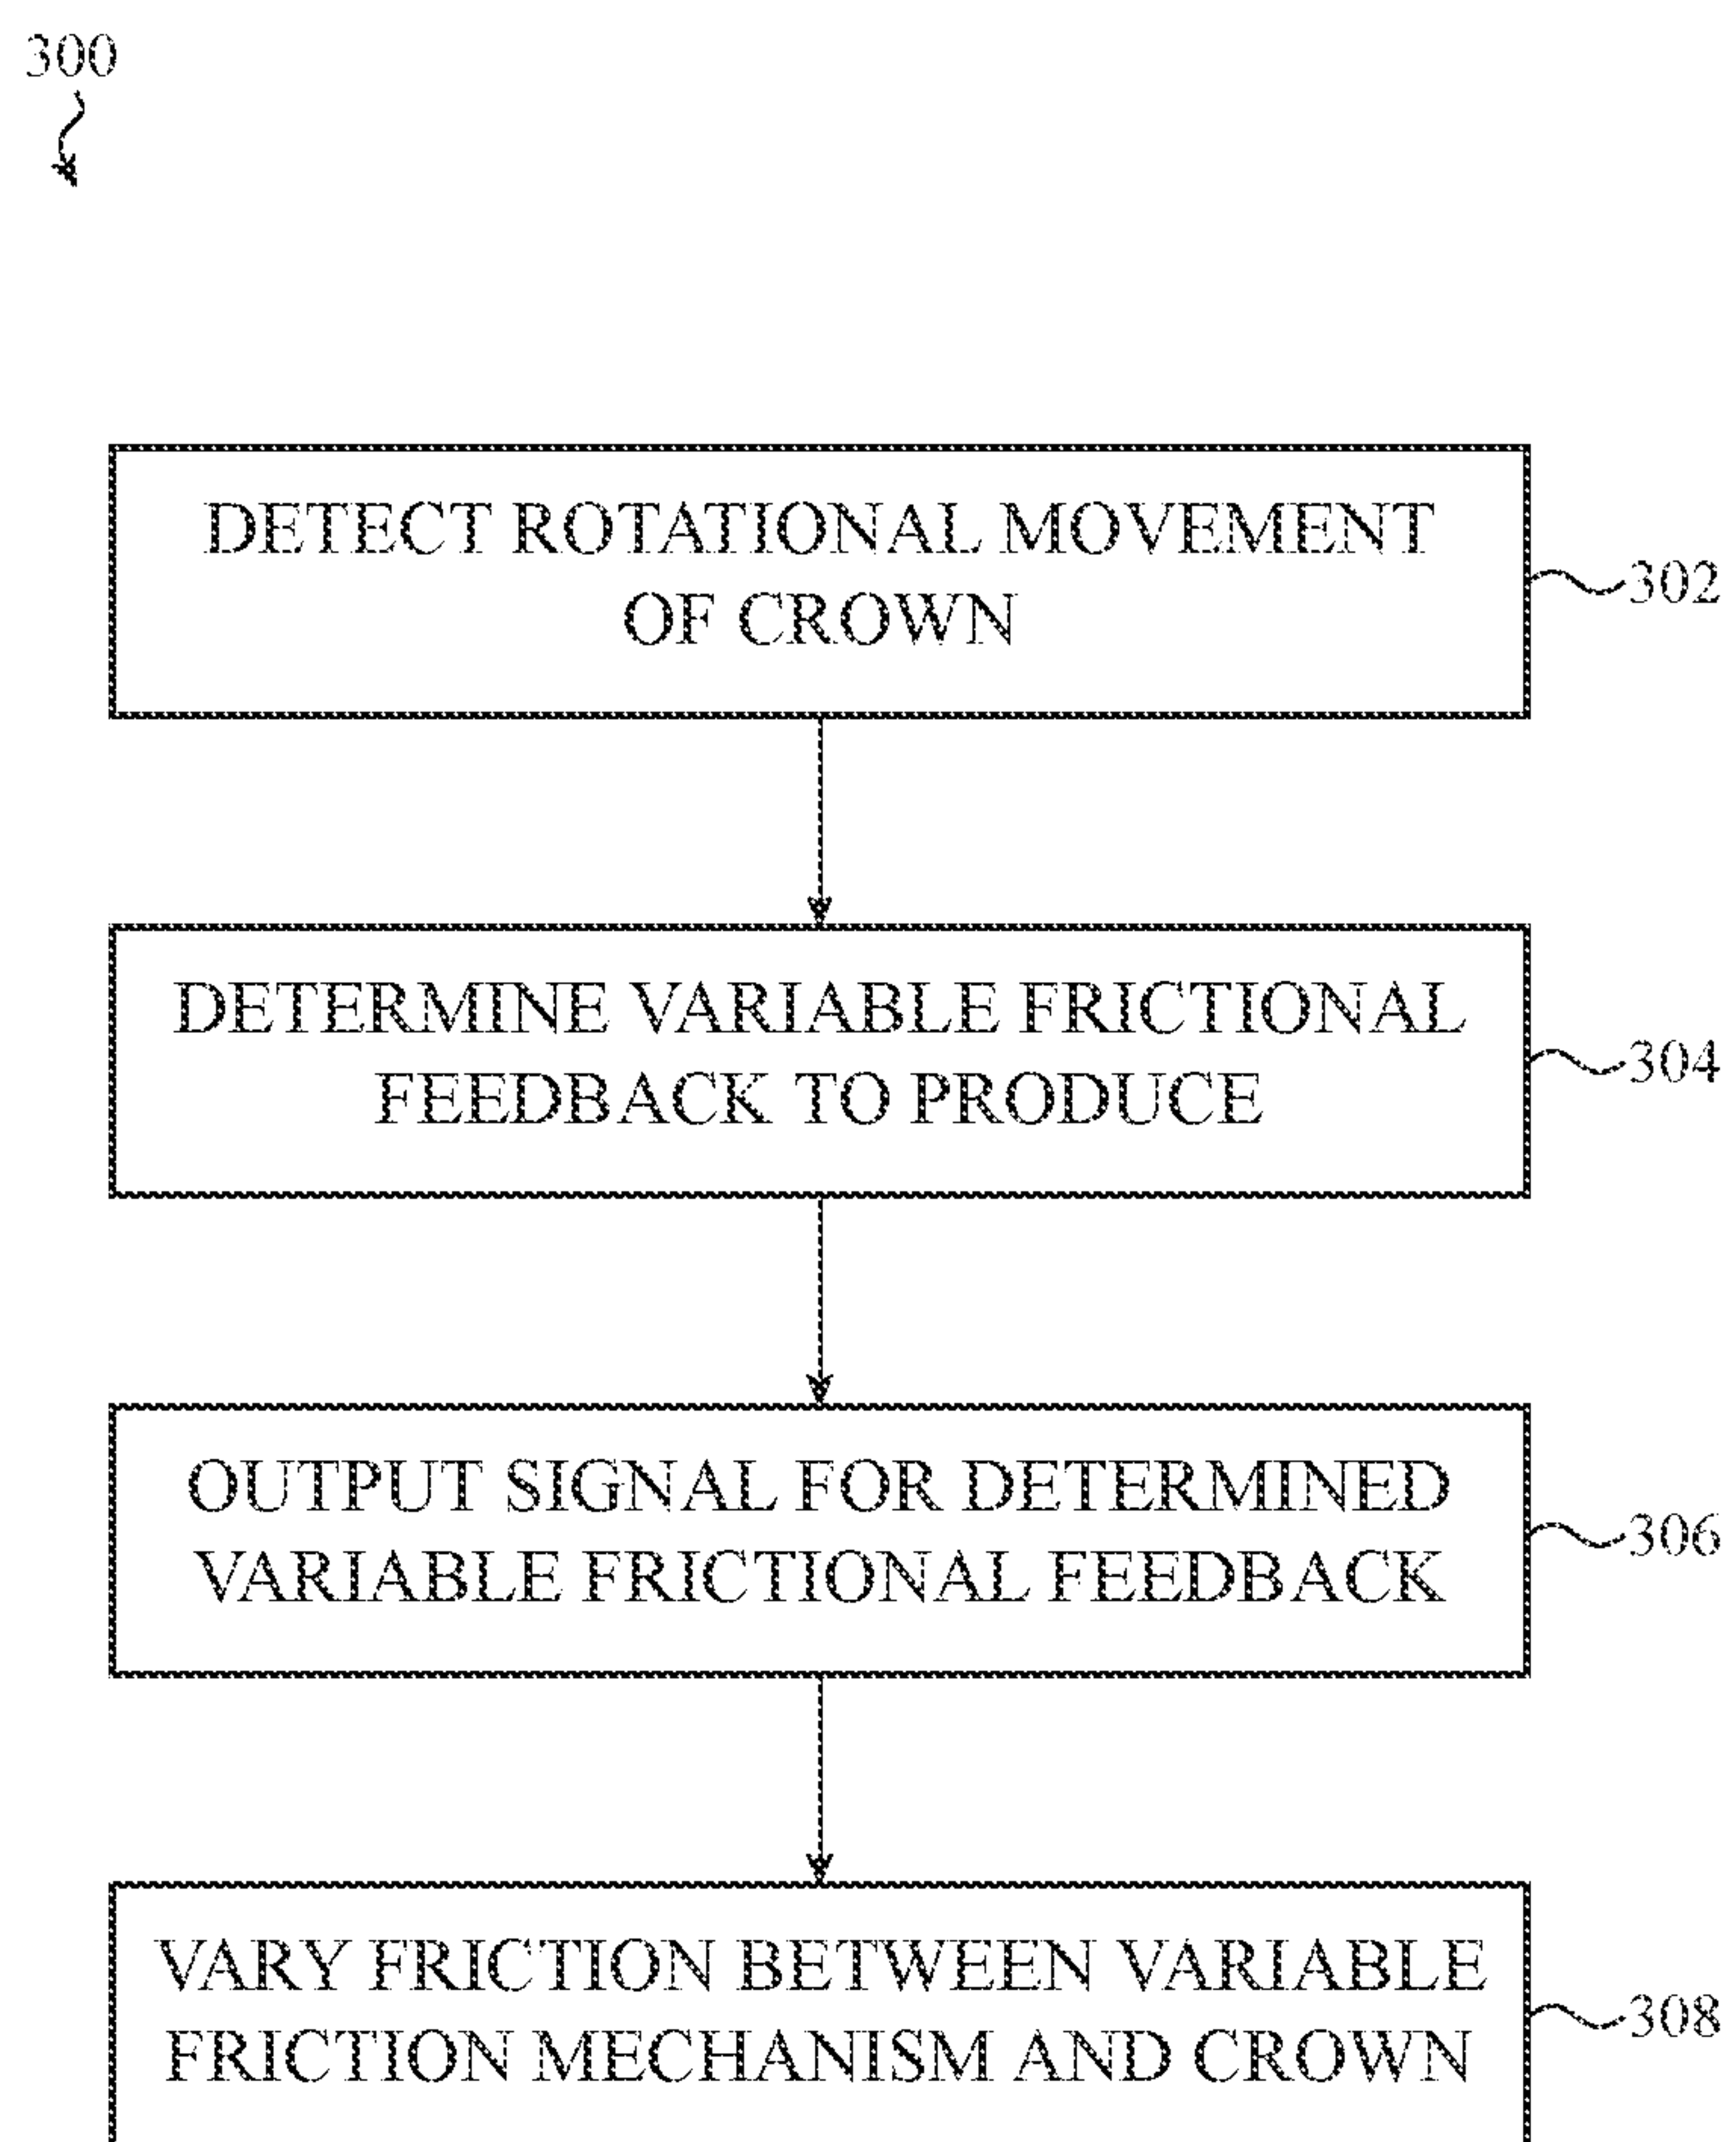 300
DETECT ROTATIONAL MOVEMENT
OF CROWN
302
DETERMINE VARIABLE FRICTIONAL
FEEDBACK TO PRODUCE
304
OUTPUT SIGNAL FOR DETERMINED
VARIABLE FRICTIONAL FEEDBACK
306
VARY FRICTION BETWEEN VARIABLE
FRICTION MECHANISM AND CROWN
308